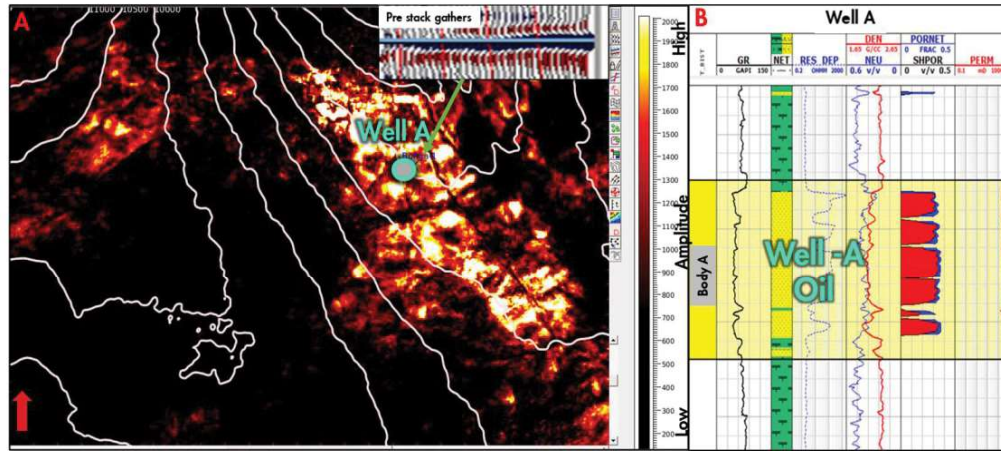 A
11000 10500 10000
Pre stack gathers
Well A
High
Amplitude
Low
2000
1900
1800
1700
1600
1500
1400
1300
1200
1100
1000
900
800
700
600
500
400
300
200
B
Well A
DEN
PORNET
1.65 G/CC 2.65
0 FRAC 0.5
GR
NET
RES_DEP
NEU
SHPOR
PERM
0 GAPI 150
0.2 OHMM 2000
0.6 v/v 0
0 v/v 0.5
Body A
Well -A
Oil